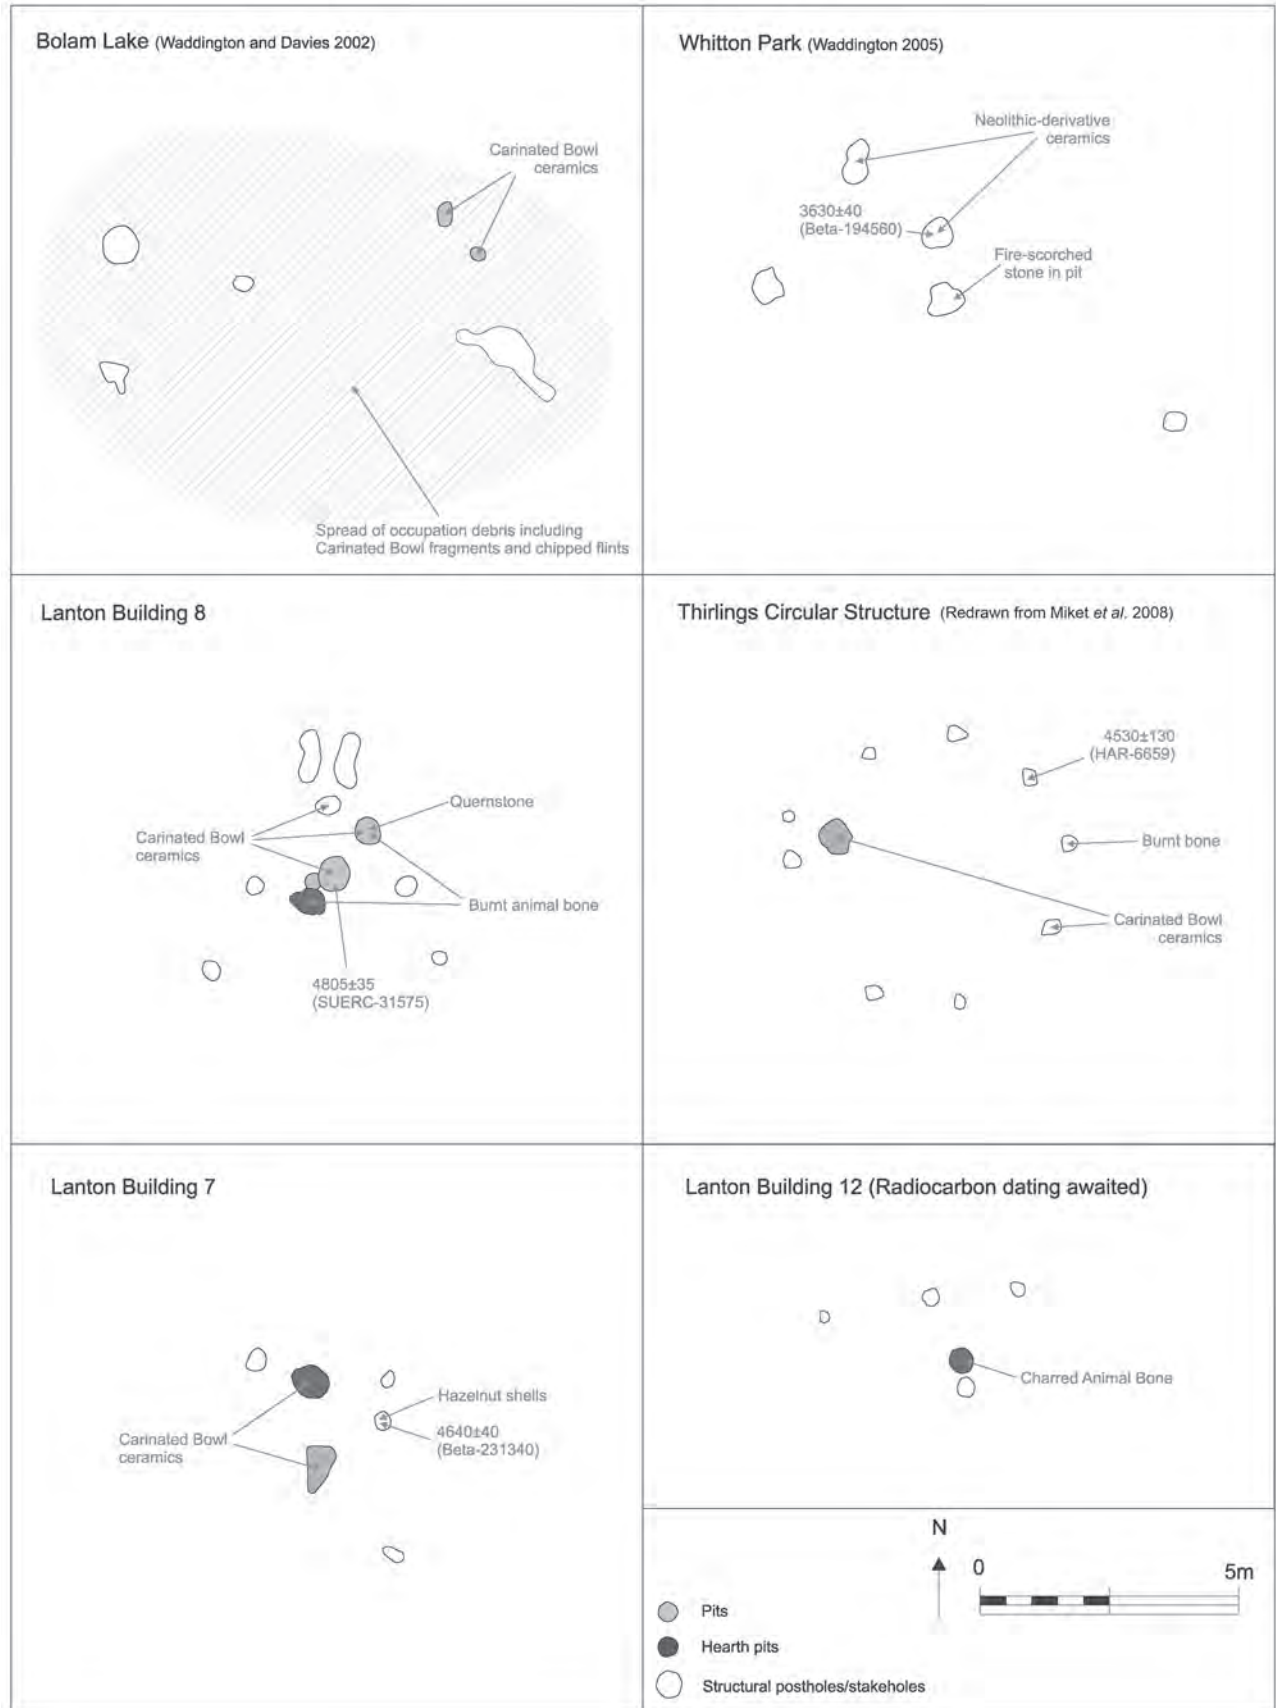 Bolam Lake (Waddington and Davies 2002)
Carinated Bowl
ceramics
Spread of occupation debris including
Carinated Bowl fragments and chipped flints
Whitton Park (Waddington 2005)
Neolithic-derivative
ceramics
3630±40
(Beta-194560)
Fire-scorched
stone in pit
Lanton Building 8
Quernstone
Carinated Bowl
ceramics
Burnt animal bone
4805±35
(SUERC-31575)
Thirlings Circular Structure (Redrawn from Miket et al. 2008)
4530±130
(HAR-6659)
Burnt bone
Carinated Bowl
ceramics
Lanton Building 7
Hazelnut shells
4640±40
(Beta-231340)
Carinated Bowl
ceramics
Lanton Building 12 (Radiocarbon dating awaited)
Charred Animal Bone
N
0 5m
Pits
Hearth pits
Structural postholes/stakeholes